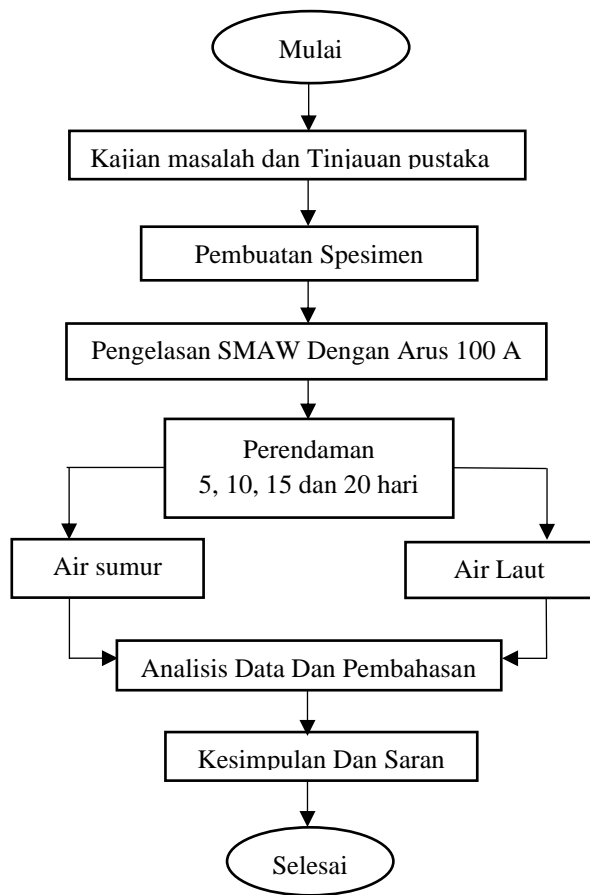 Mulai
Kajian masalah dan Tinjauan pustaka
Pembuatan Spesimen
Pengelasan SMAW Dengan Arus 100 A
Perendaman
5, 10, 15 dan 20 hari
Air sumur
Air Laut
Analisis Data Dan Pembahasan
Kesimpulan Dan Saran
Selesai